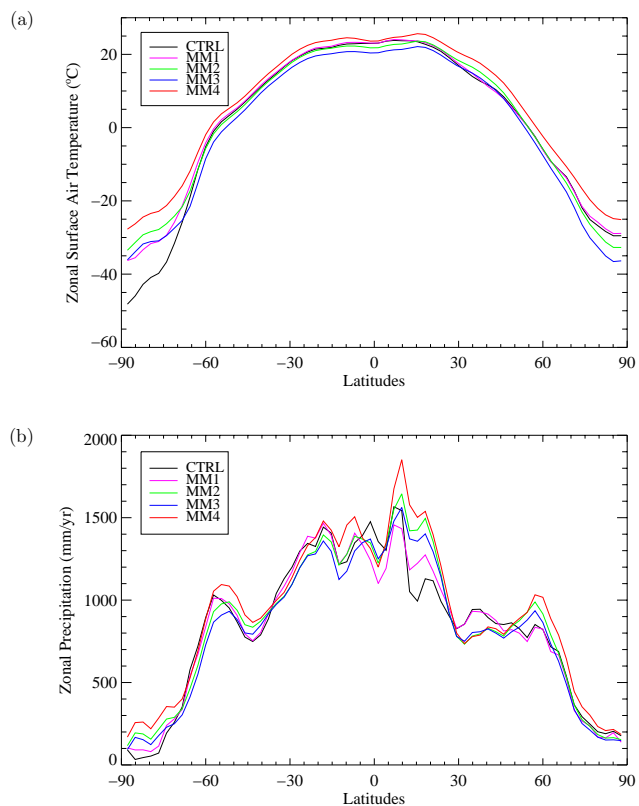 (a)
Zonal Surface Air Temperature (°C)
20
0
−20
−40
−60
CTRL
MM1
MM2
MM3
MM4
−90 −60 −30 0 30 60 90
Latitudes
(b)
Zonal Precipitation (mm/yr)
2000
1500
1000
500
0
CTRL
MM1
MM2
MM3
MM4
−90 −60 −30 0 30 60 90
Latitudes